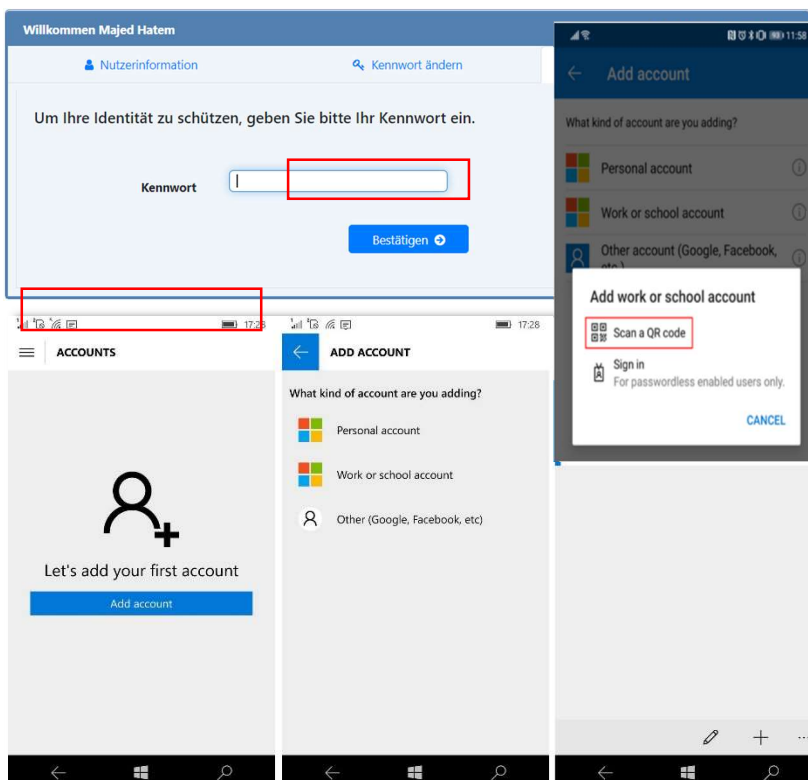 Willkommen Majed Hatem
Nutzerinformation
Kennwort ändern
Um Ihre Identität zu schützen, geben Sie bitte Ihr Kennwort ein.
Kennwort
Bestätigen
11:58
Add account
What kind of account are you adding?
Personal account
Work or school account
Other account (Google, Facebook,
etc.)
Add work or school account
Scan a QR code
Sign in
For passwordless enabled users only.
CANCEL
17:28
ACCOUNTS
Let's add your first account
Add account
17:28
ADD ACCOUNT
What kind of account are you adding?
Personal account
Work or school account
Other (Google, Facebook, etc)